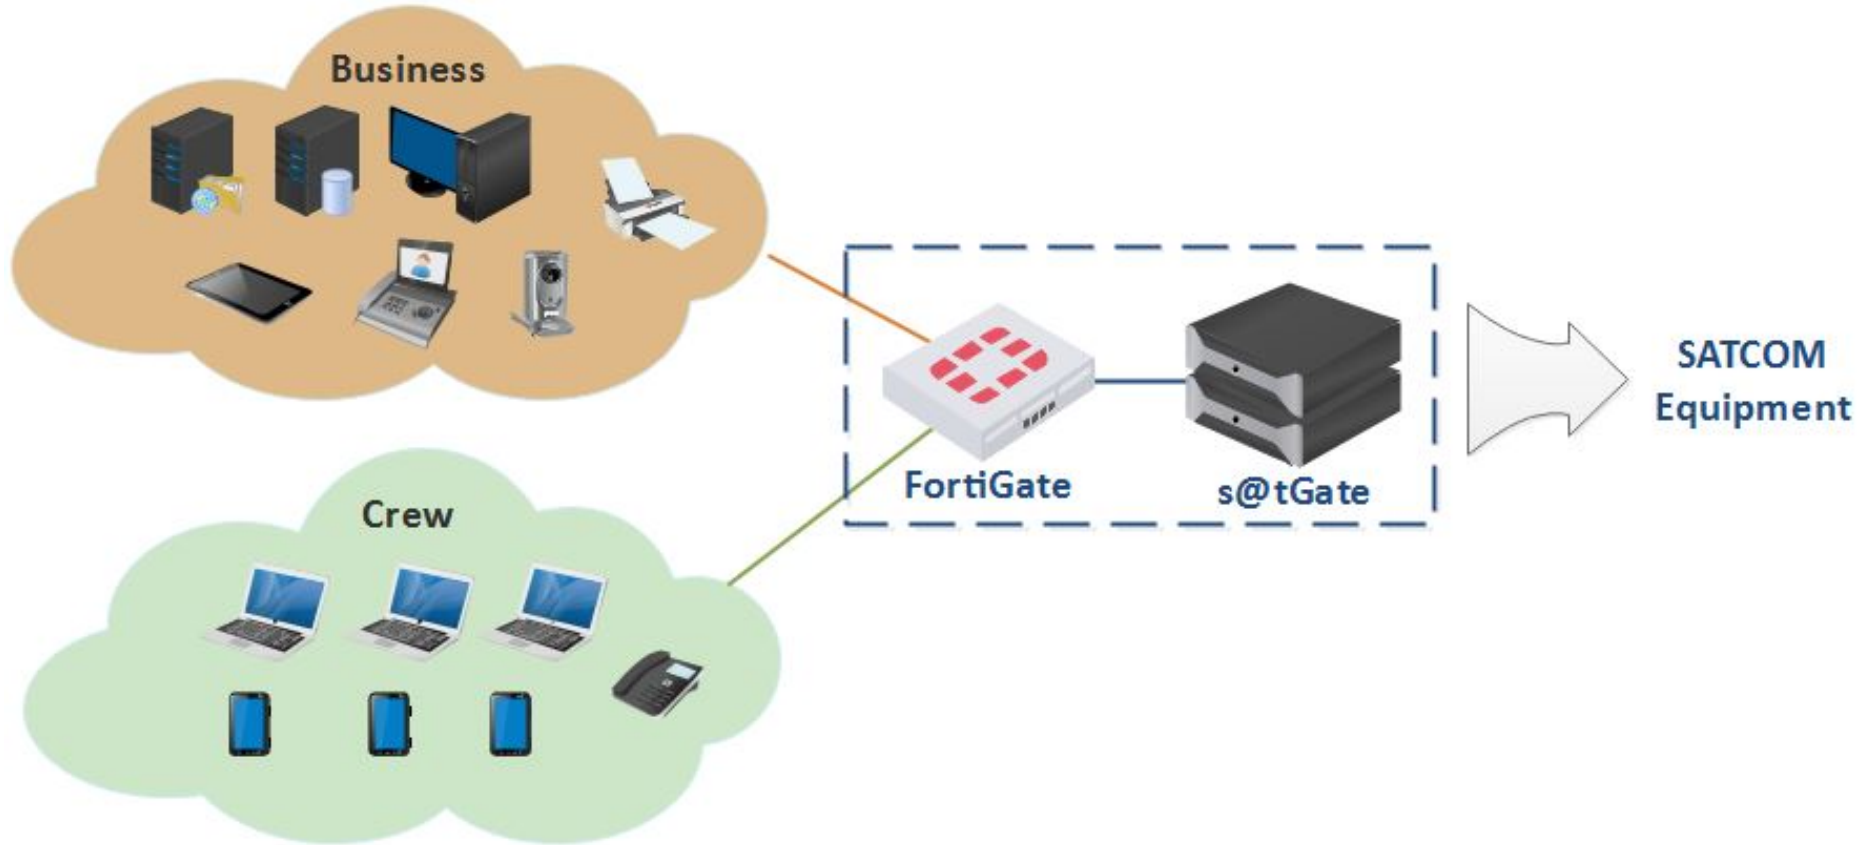 Business
Crew
FortiGate
s@tGate
SATCOM
Equipment